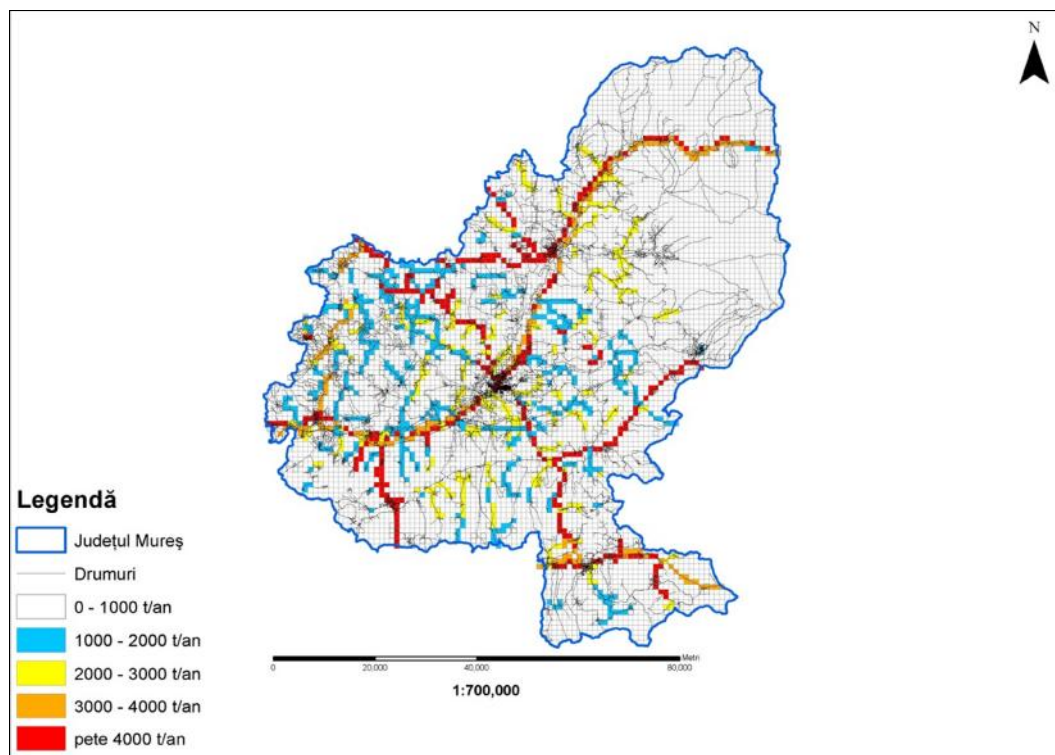 N
Legendă
Județul Mureş
Drumuri
0 - 1000 t/an
1000 - 2000 t/an
2000 - 3000 t/an
3000 - 4000 t/an
pete 4000 t/an
Metri
0 20,000 40,000 80,000
1:700,000